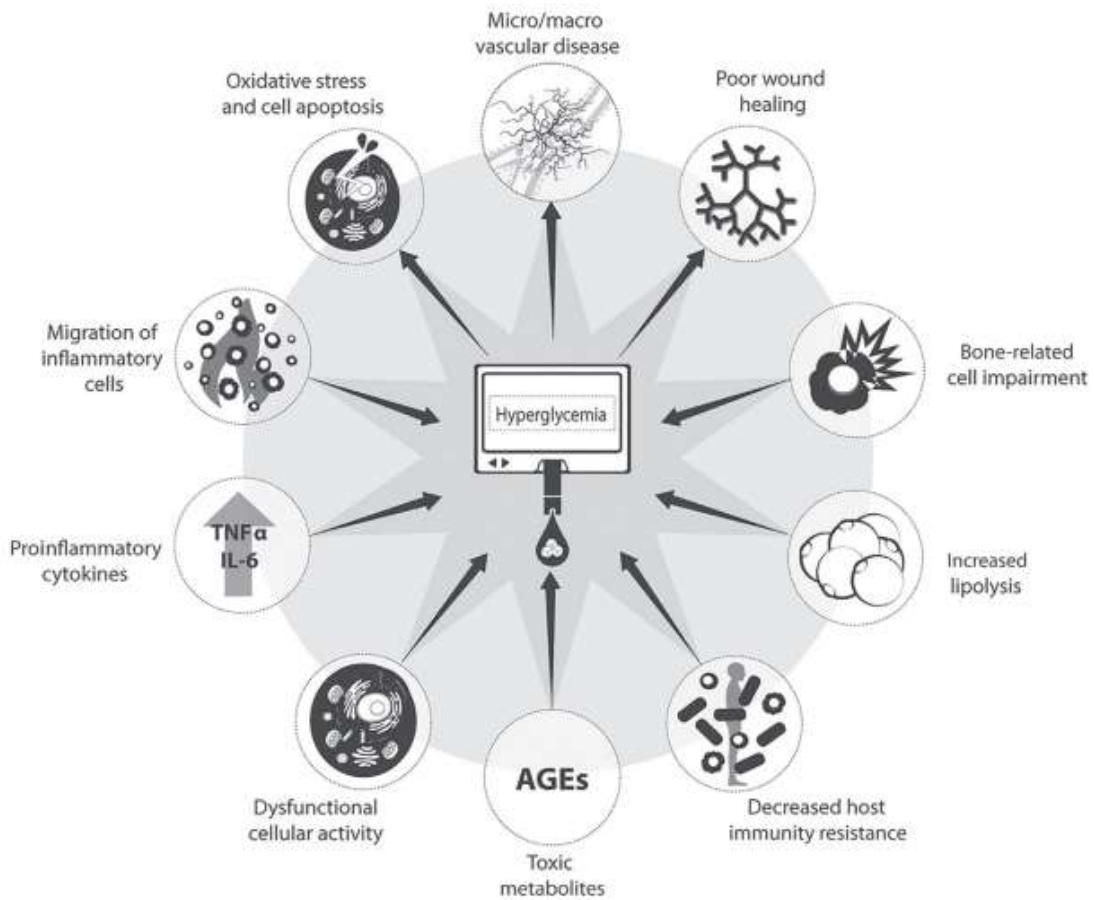 Micro/macro
vascular disease
Oxidative stress
and cell apoptosis
Poor wound
healing
Migration of
inflammatory
cells
Bone-related
cell impairment
Hyperglycemia
Proinflammatory
cytokines
TNFα
IL-6
Increased
lipolysis
Dysfunctional
cellular activity
AGEs
Toxic
metabolites
Decreased host
immunity resistance